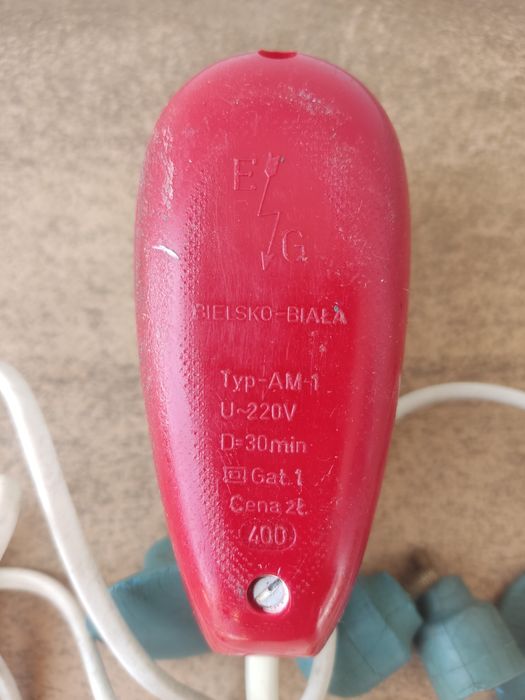 E
G
BIELSKO-BIAŁA
Typ-AM-1
U~220V
D=30min
Gat.1
Cena zł.
400